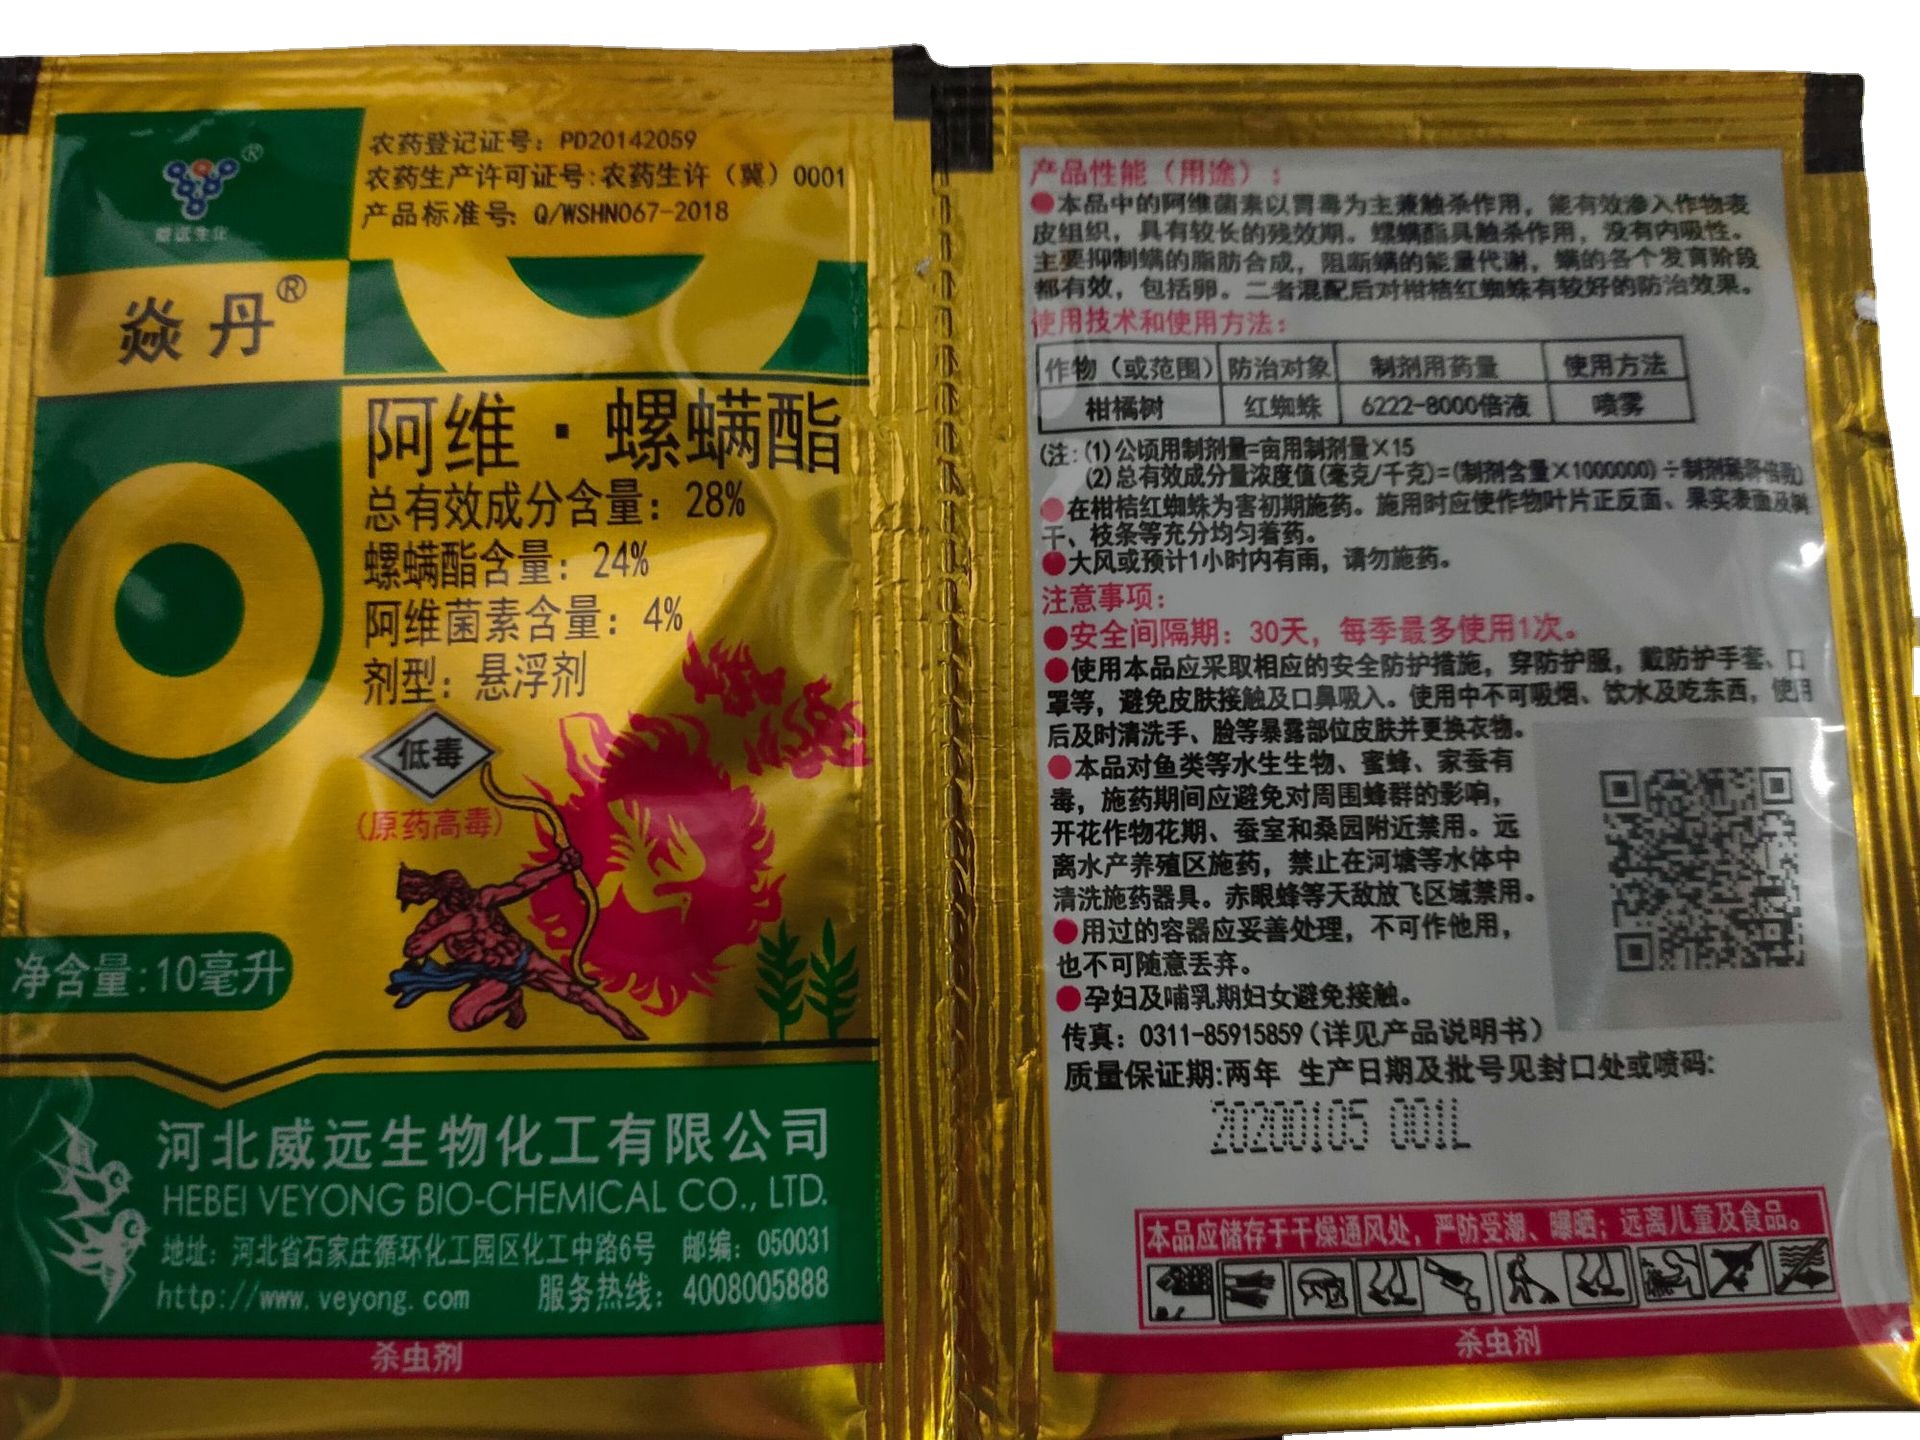 农药登记证号：PD20142059
农药生产许可证号：农药生许（冀）0001
产品标准号：Q/WSHN067-2018
威远生化
焱丹®
阿维·螺螨酯
总有效成分含量：28%
螺螨酯含量：24%
阿维菌素含量：4%
剂型：悬浮剂
低毒
（原药高毒）
净含量：10毫升
河北威远生物化工有限公司
HEBEI VEYONG BIO-CHEMICAL CO., LTD.
地址：河北省石家庄循环化工园区化工中路6号 邮编：050031
http://www.veyong.com 服务热线：4008005888
杀虫剂
产品性能（用途）：
●本品中的阿维菌素以胃毒为主兼触杀作用，能有效渗入作物表
皮组织，具有较长的残效期。螺螨酯具触杀作用，没有内吸性。
主要抑制螨的脂肪合成，阻断螨的能量代谢，螨的各个发育阶段
都有效，包括卵。二者混配后对柑桔红蜘蛛有较好的防治效果。
使用技术和使用方法：
作物（或范围） 防治对象 制剂用药量 使用方法
柑橘树 红蜘蛛 6222-8000倍液 喷雾
(注：(1)公顷用制剂量=亩用制剂量×15
(2)总有效成分量浓度值(毫克/千克)=(制剂含量×1000000)÷制剂稀释倍数)
●在柑桔红蜘蛛为害初期施药。施用时应使作物叶片正反面、果实表面及树
干、枝条等充分均匀着药。
●大风或预计1小时内有雨，请勿施药。
注意事项：
●安全间隔期：30天，每季最多使用1次。
●使用本品应采取相应的安全防护措施，穿防护服，戴防护手套、口
罩等，避免皮肤接触及口鼻吸入。使用中不可吸烟、饮水及吃东西，使用
后及时清洗手、脸等暴露部位皮肤并更换衣物。
●本品对鱼类等水生生物、蜜蜂、家蚕有
毒，施药期间应避免对周围蜂群的影响，
开花作物花期、蚕室和桑园附近禁用。远
离水产养殖区施药，禁止在河塘等水体中
清洗施药器具。赤眼蜂等天敌放飞区域禁用。
●用过的容器应妥善处理，不可作他用，
也不可随意丢弃。
●孕妇及哺乳期妇女避免接触。
传真：0311-85915859（详见产品说明书）
质量保证期：两年 生产日期及批号见封口处或喷码：
20200105 001L
本品应储存于干燥通风处，严防受潮、曝晒；远离儿童及食品。
杀虫剂